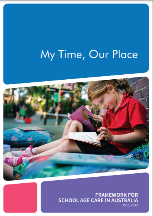 My Time, Our Place
FRAMEWORK FOR
SCHOOL AGE CARE IN AUSTRALIA